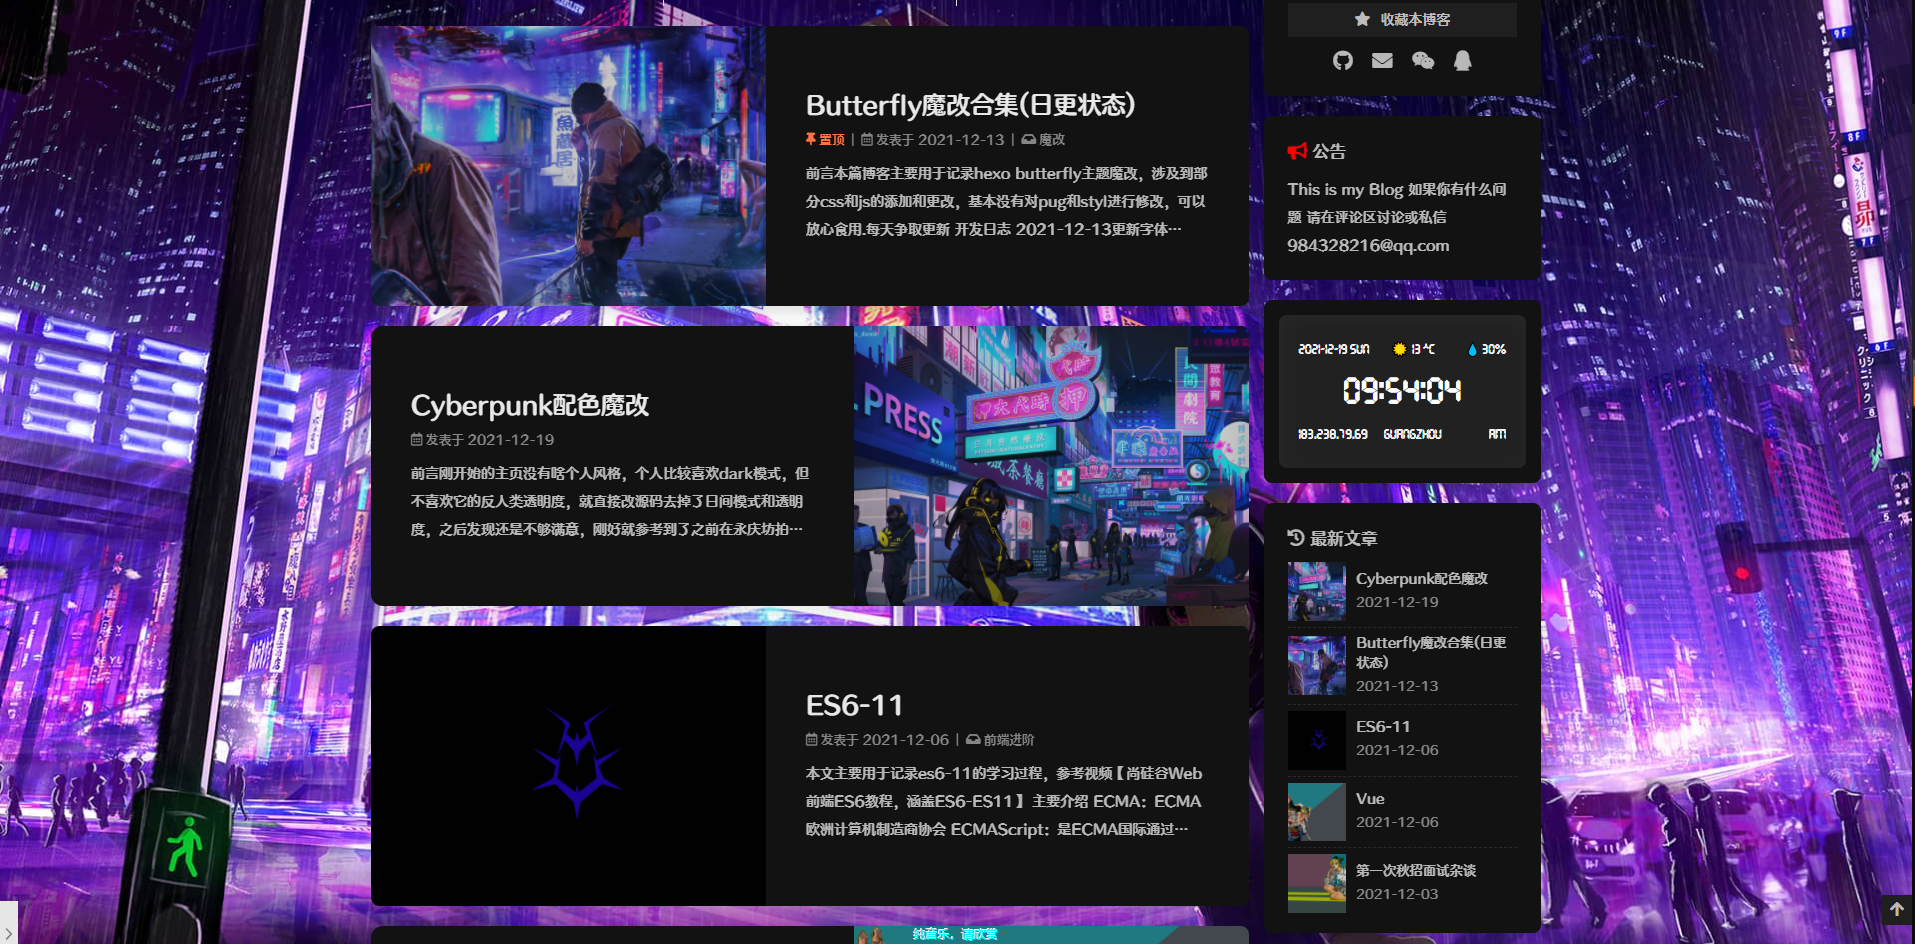 Butterfly魔改合集(日更状态)
置顶 | 发表于 2021-12-13 | 魔改
前言本篇博客主要用于记录hexo butterfly主题魔改，涉及到部
分css和js的添加和更改，基本没有对pug和styl进行修改，可以
放心食用.每天争取更新 开发日志 2021-12-13更新字体…
Cyberpunk配色魔改
发表于 2021-12-19
前言刚开始的主页没有啥个人风格，个人比较喜欢dark模式，但
不喜欢它的反人类透明度，就直接改源码去掉了日间模式和透明
度，之后发现还是不够满意，刚好就参考到了之前在永庆坊拍…
PRESS
押大代時
押
ES6-11
发表于 2021-12-06 | 前端进阶
本文主要用于记录es6-11的学习过程，参考视频【尚硅谷Web
前端ES6教程，涵盖ES6-ES11】 主要介绍 ECMA：ECMA
欧洲计算机制造商协会 ECMAScript：是ECMA国际通过…
纯音乐，请欣赏
收藏本博客
公告
This is my Blog 如果你有什么问
题 请在评论区讨论或私信
984328216@qq.com
2021-12-19 SUN 13 °C 30%
09:54:04
183.238.79.69 GUANGZHOU AM
最新文章
Cyberpunk配色魔改
2021-12-19
Butterfly魔改合集(日更
状态)
2021-12-13
ES6-11
2021-12-06
Vue
2021-12-06
第一次秋招面试杂谈
2021-12-03
9F
8F
昴
7F
6F